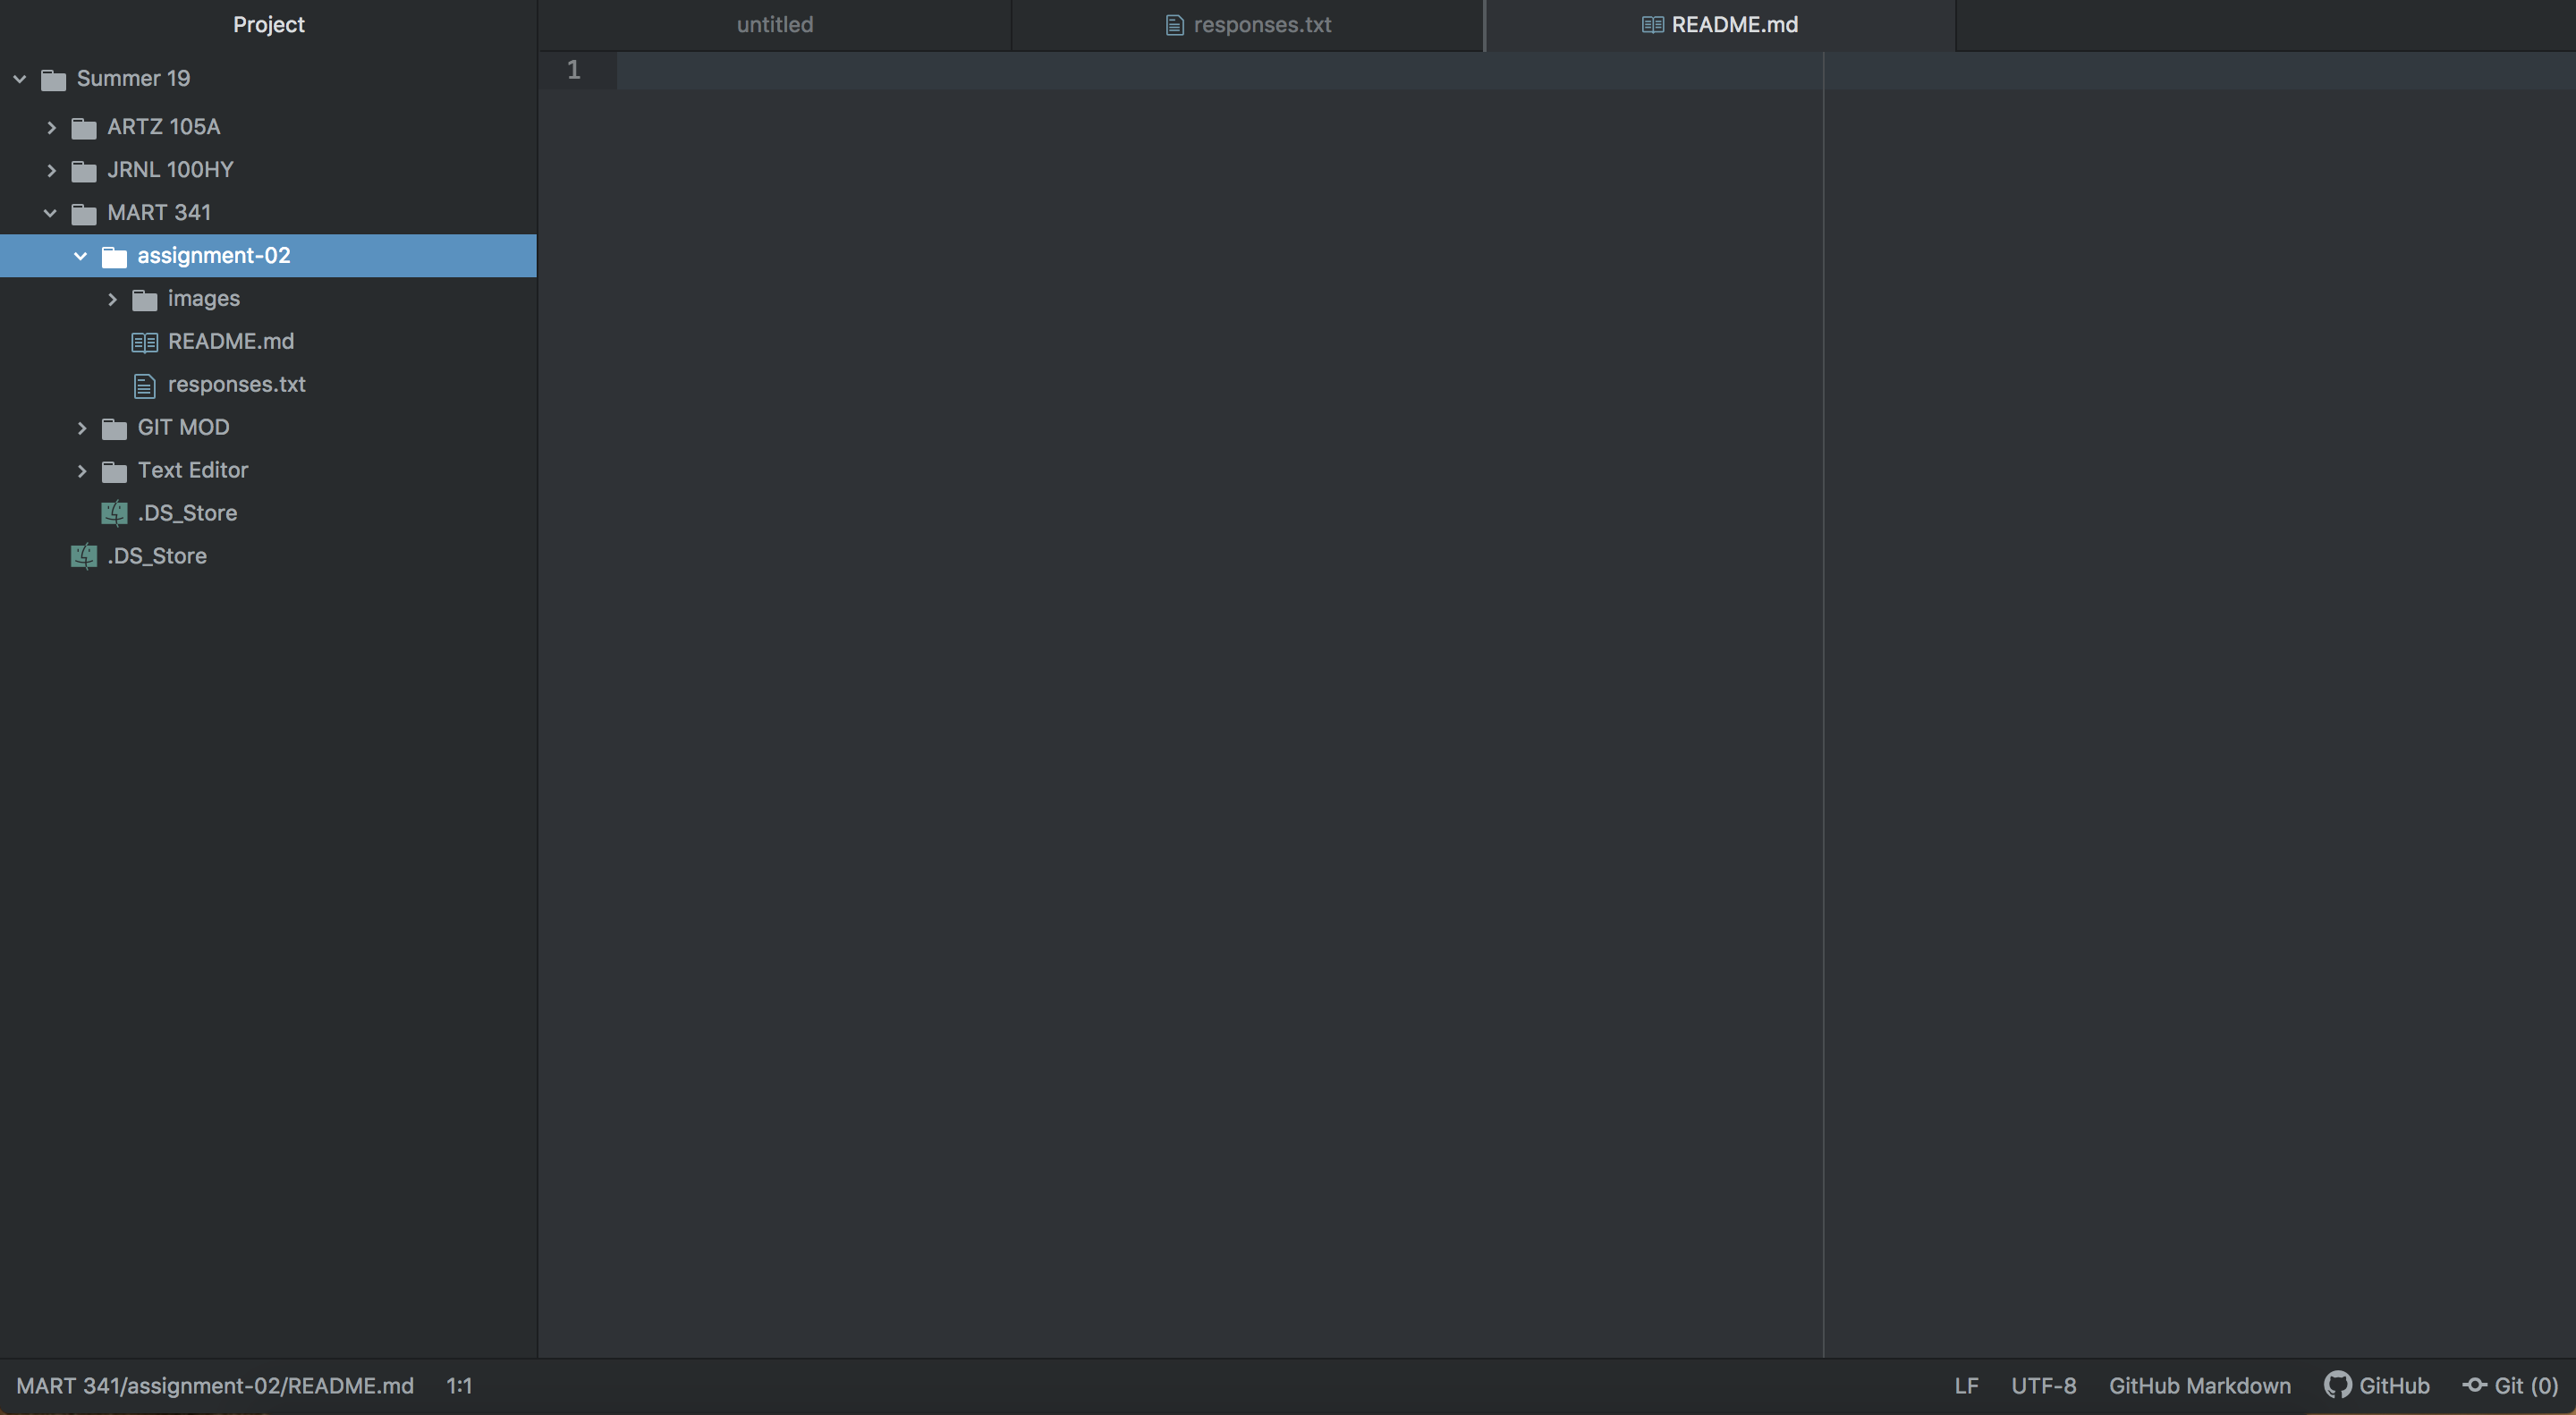 Project
Summer 19
ARTZ 105A
JRNL 100HY
MART 341
assignment-02
images
README.md
responses.txt
GIT MOD
Text Editor
.DS_Store
.DS_Store
untitled
responses.txt
README.md
1
MART 341/assignment-02/README.md 1:1
LF UTF-8 GitHub Markdown GitHub Git (0)